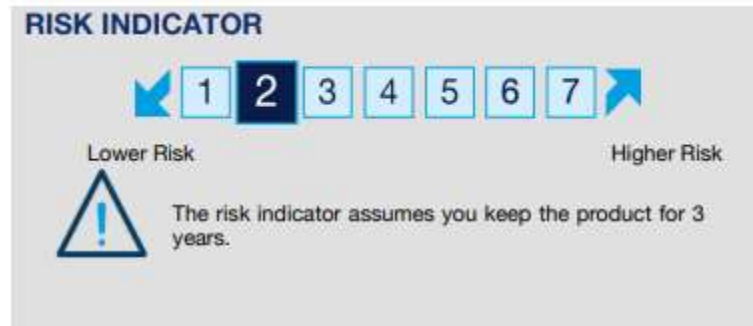 RISK INDICATOR
1 2 3 4 5 6 7
Lower Risk Higher Risk
!
The risk indicator assumes you keep the product for 3
years.